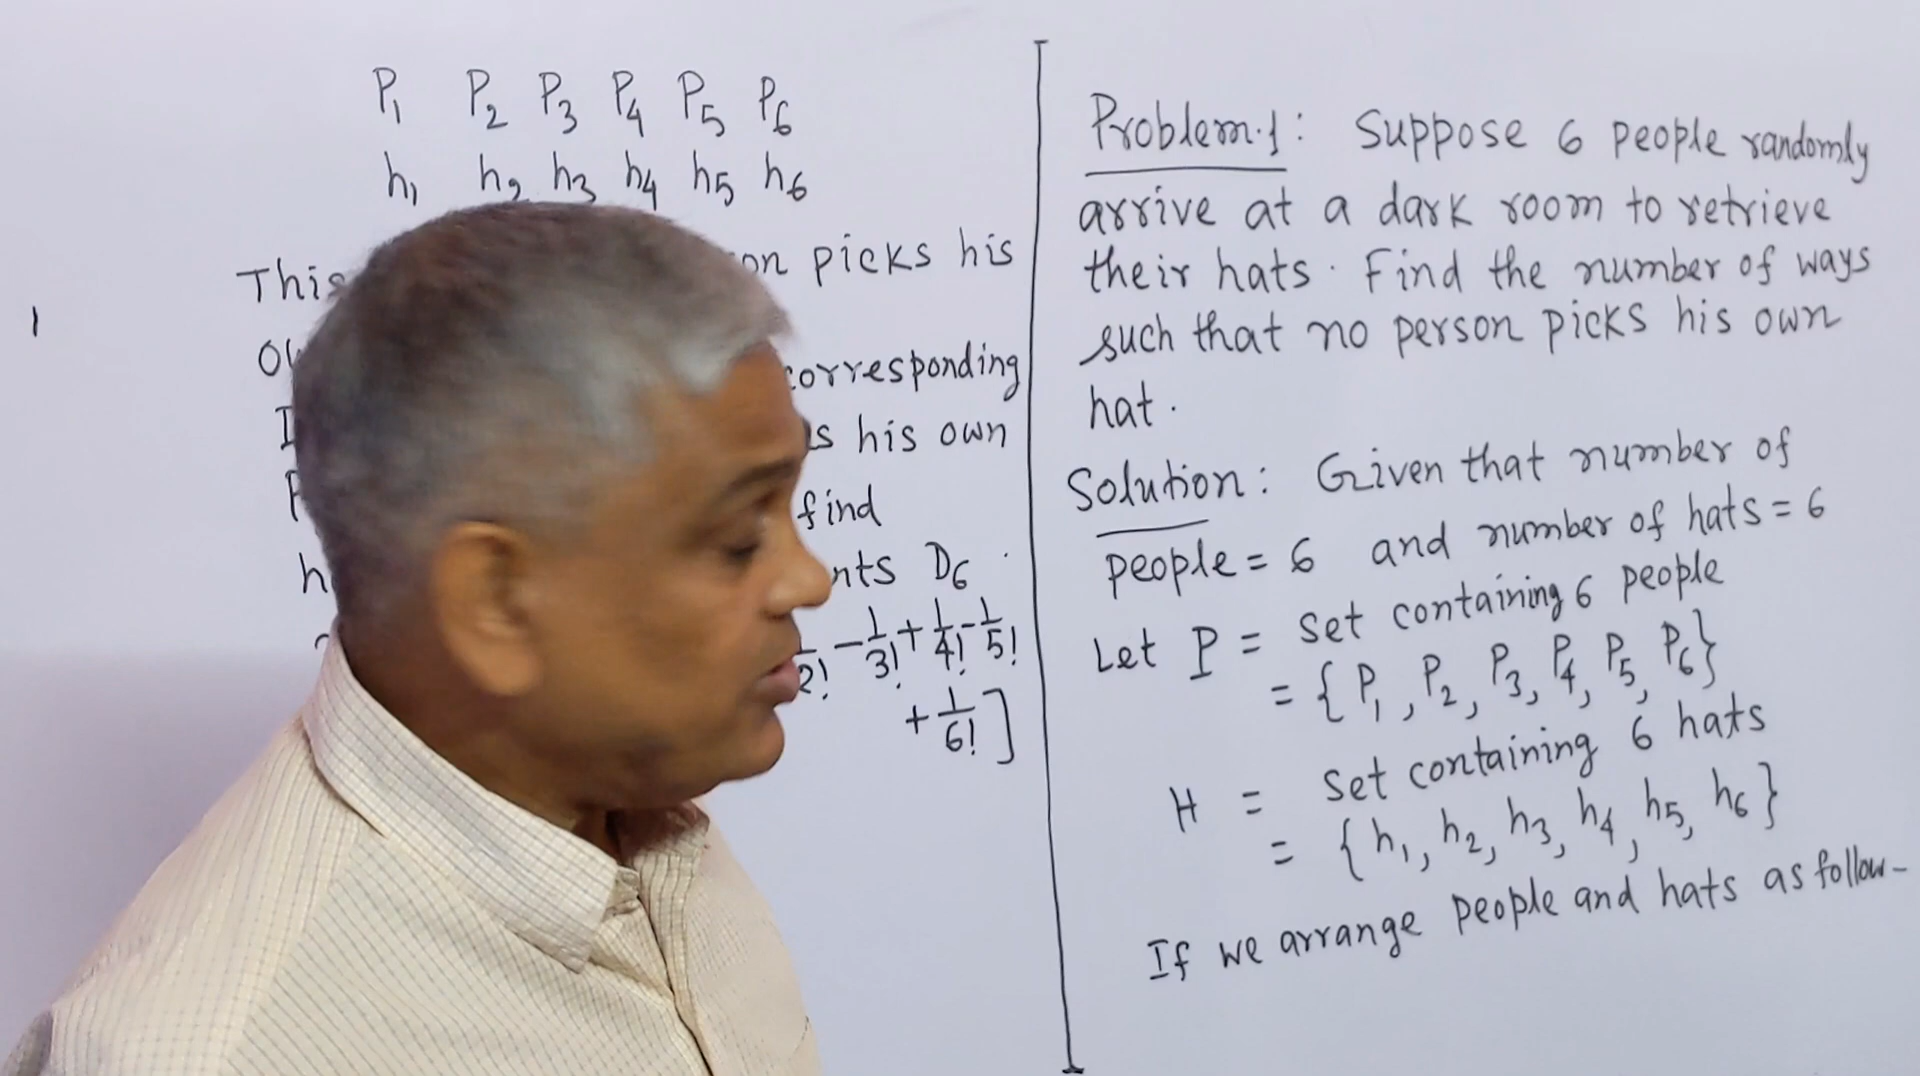 P1 P2 P3 P4 P5 P6
h1 h2 h3 h4 h5 h6
This picks his
corresponding
his own
find
D6
- 1/3! + 1/4! - 1/5!
+ 1/6! ]
Problem.1: Suppose 6 people randomly
arrive at a dark room to retrieve
their hats. Find the number of ways
such that no person picks his own
hat.
Solution: Given that number of
people = 6 and number of hats = 6
Let P = set containing 6 people
= {P1, P2, P3, P4, P5, P6}
H = set containing 6 hats
= {h1, h2, h3, h4, h5, h6}
If we arrange people and hats as follow-